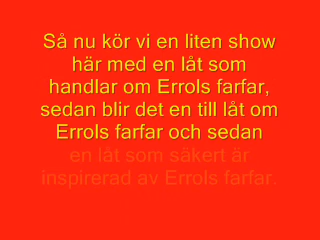 Så nu kör vi en liten show
här med en låt som
handlar om Errols farfar,
sedan blir det en till låt om
Errols farfar och sedan
en låt som säkert är
inspirerad av Errols farfar.